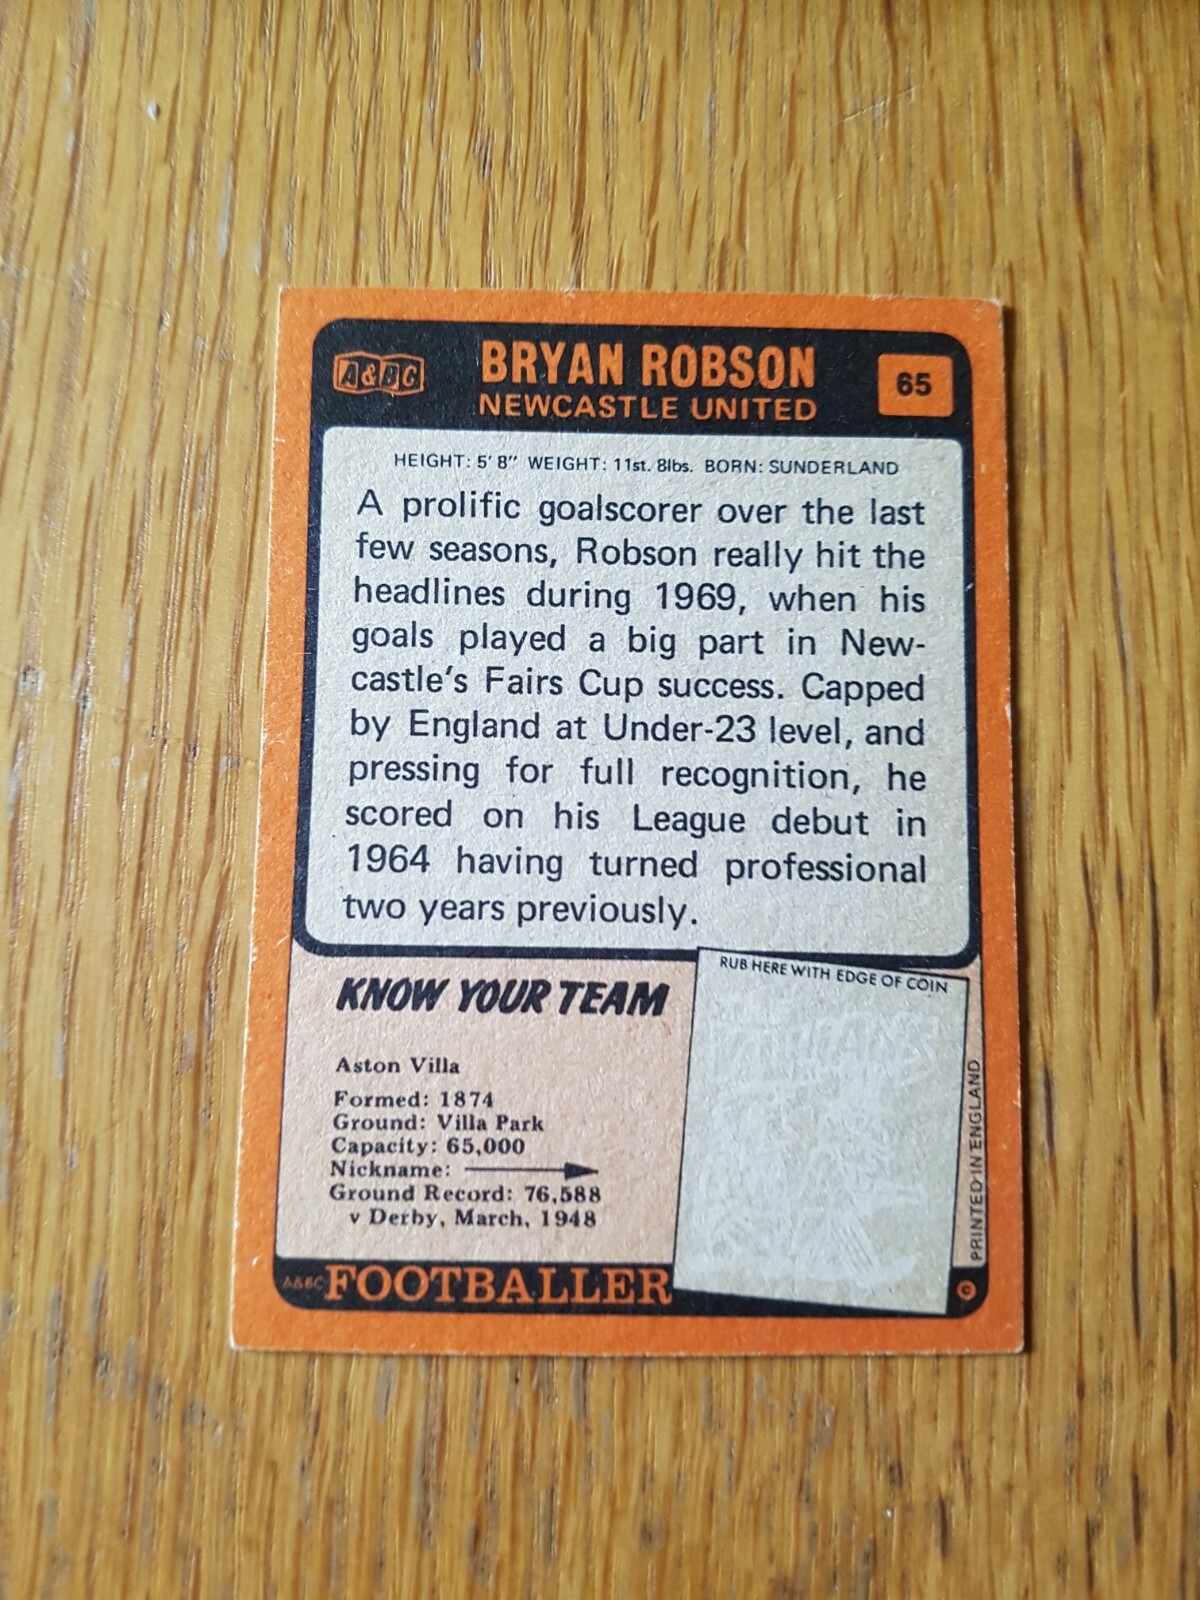 A&BC
BRYAN ROBSON
NEWCASTLE UNITED
65
HEIGHT: 5' 8" WEIGHT: 11st. 8lbs. BORN: SUNDERLAND
A prolific goalscorer over the last
few seasons, Robson really hit the
headlines during 1969, when his
goals played a big part in New-
castle's Fairs Cup success. Capped
by England at Under-23 level, and
pressing for full recognition, he
scored on his League debut in
1964 having turned professional
two years previously.
KNOW YOUR TEAM
RUB HERE WITH EDGE OF COIN
Aston Villa
Formed: 1874
Ground: Villa Park
Capacity: 65,000
Nickname:
Ground Record: 76,588
v Derby, March, 1948
PRINTED IN ENGLAND
A&BC FOOTBALLER
©